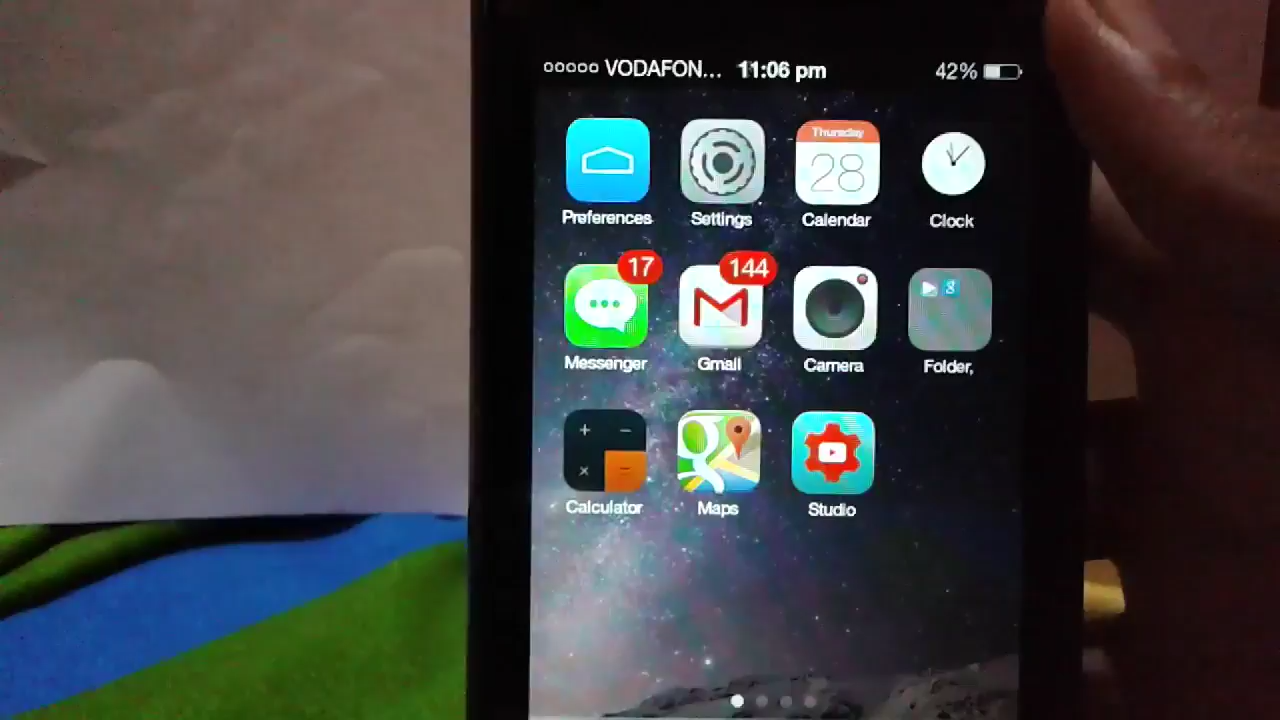 VODAFON... 11:06 pm 42%
Thursday
28
Preferences Settings Calendar Clock
17 144
8
Messenger Gmail Camera Folder,
Calculator Maps Studio